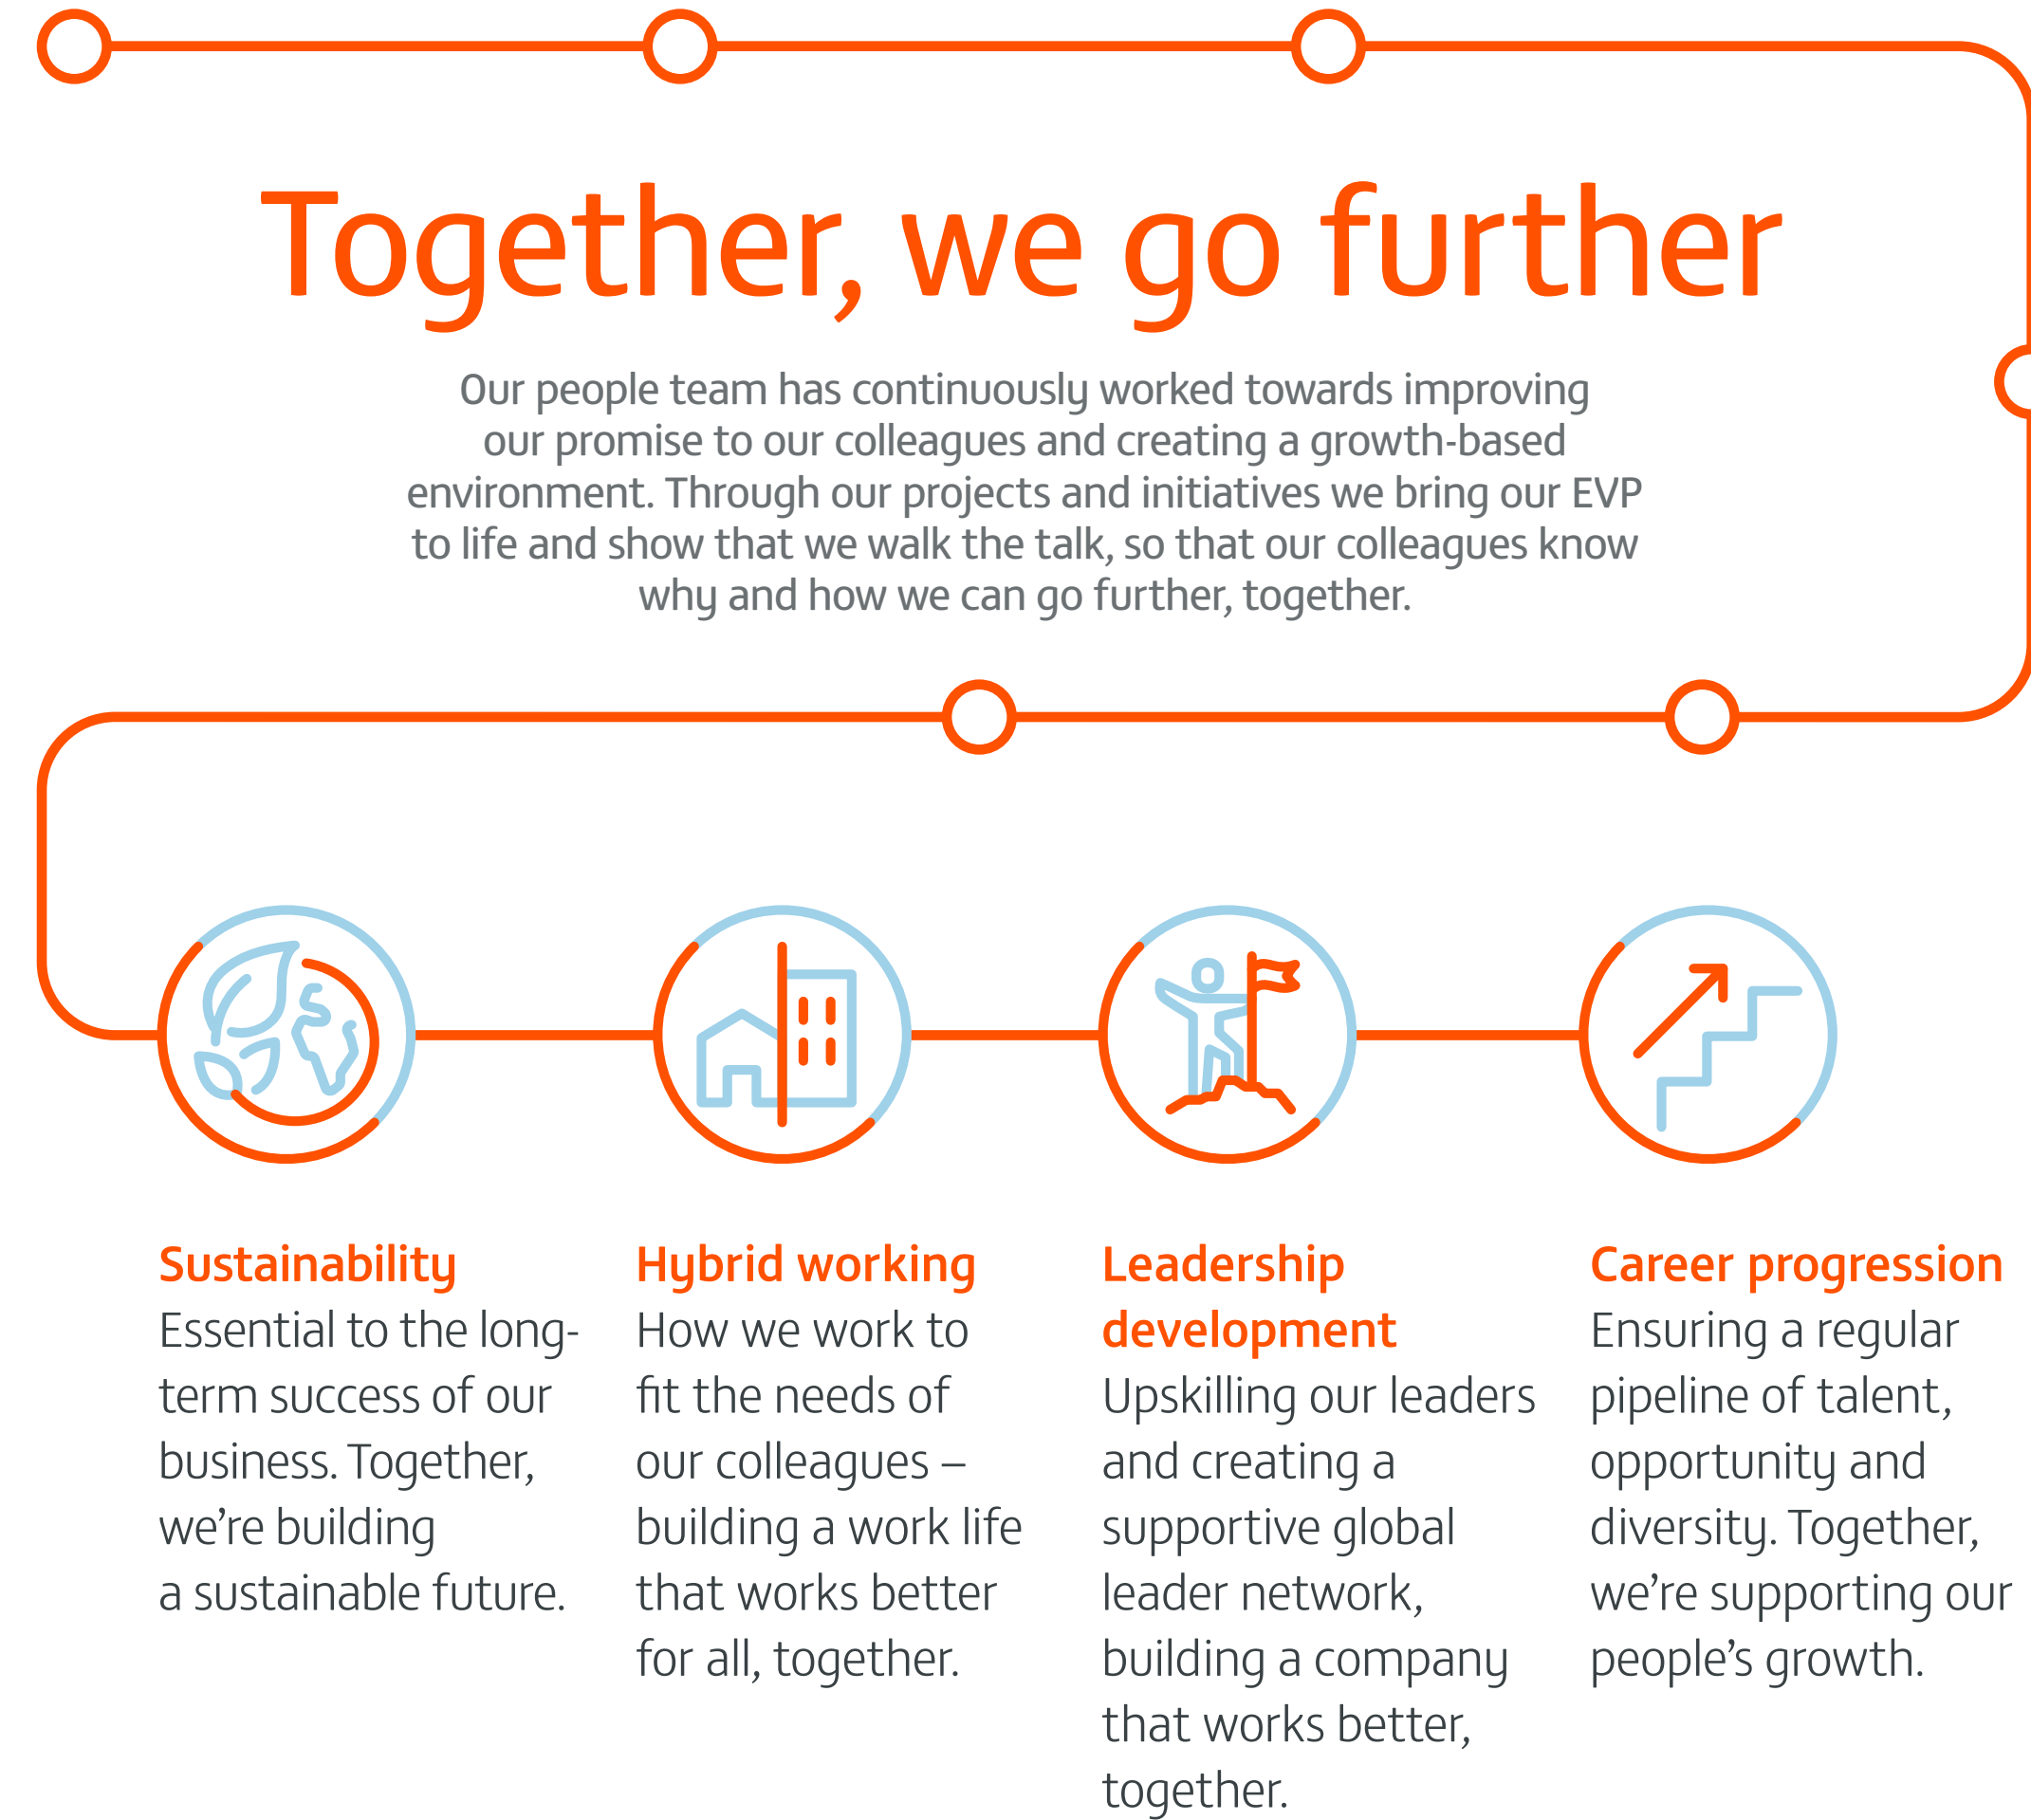 Together, we go further
Our people team has continuously worked towards improving
our promise to our colleagues and creating a growth-based
environment. Through our projects and initiatives we bring our EVP
to life and show that we walk the talk, so that our colleagues know
why and how we can go further, together.
Sustainability
Essential to the long-
term success of our
business. Together,
we’re building
a sustainable future.
Hybrid working
How we work to
fit the needs of
our colleagues –
building a work life
that works better
for all, together.
Leadership
development
Upskilling our leaders
and creating a
supportive global
leader network,
building a company
that works better,
together.
Career progression
Ensuring a regular
pipeline of talent,
opportunity and
diversity. Together,
we’re supporting our
people’s growth.